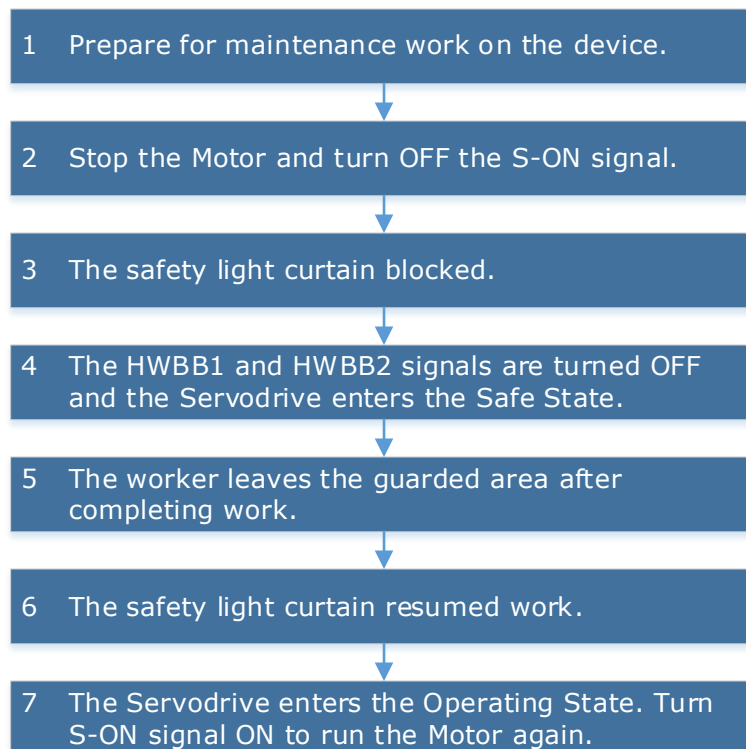 1 Prepare for maintenance work on the device.
2 Stop the Motor and turn OFF the S-ON signal.
3 The safety light curtain blocked.
4 The HWBB1 and HWBB2 signals are turned OFF
and the Servodrive enters the Safe State.
5 The worker leaves the guarded area after
completing work.
6 The safety light curtain resumed work.
7 The Servodrive enters the Operating State. Turn
S-ON signal ON to run the Motor again.